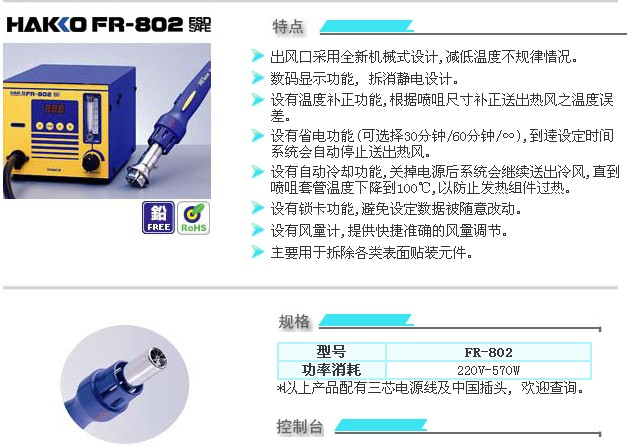 HAKKO FR-802 ESD SAFE
特点
出风口采用全新机械式设计,减低温度不规律情况。
数码显示功能, 拆消静电设计。
设有温度补正功能,根据喷咀尺寸补正送出热风之温度误
差。
设有省电功能(可选择30分钟/60分钟/∞),到達设定时间
系统会自动停止送出热风。
设有自动冷却功能,关掉电源后系统会继续送出冷风,直到
喷咀套管温度下降到100℃,以防止发热组件过热。
设有锁卡功能,避免设定数据被随意改动。
设有风量计,提供快捷准确的风量调节。
主要用于拆除各类表面贴装元件。
HAKKO FR-802
鉛
FREE
RoHS
规格
型号 FR-802
功率消耗 220V-570W
*以上产品配有三芯电源线及中国插头, 欢迎查询。
控制台